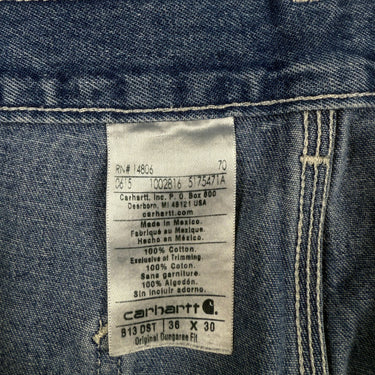 RN# 14806 70
0615 1002816 S175471A
Carhartt, Inc. P.O. Box 600
Dearborn, MI 48121 USA
carhartt.com
Made in Mexico.
Fabrique au Mexique.
Hecho en México.
100% Cotton.
Exclusive of Trimming.
100% Coton.
Sans garniture.
100% Algodón.
Sin incluir adorno.
carhartt
B13 DST 36 X 30
Original Dungaree Fit